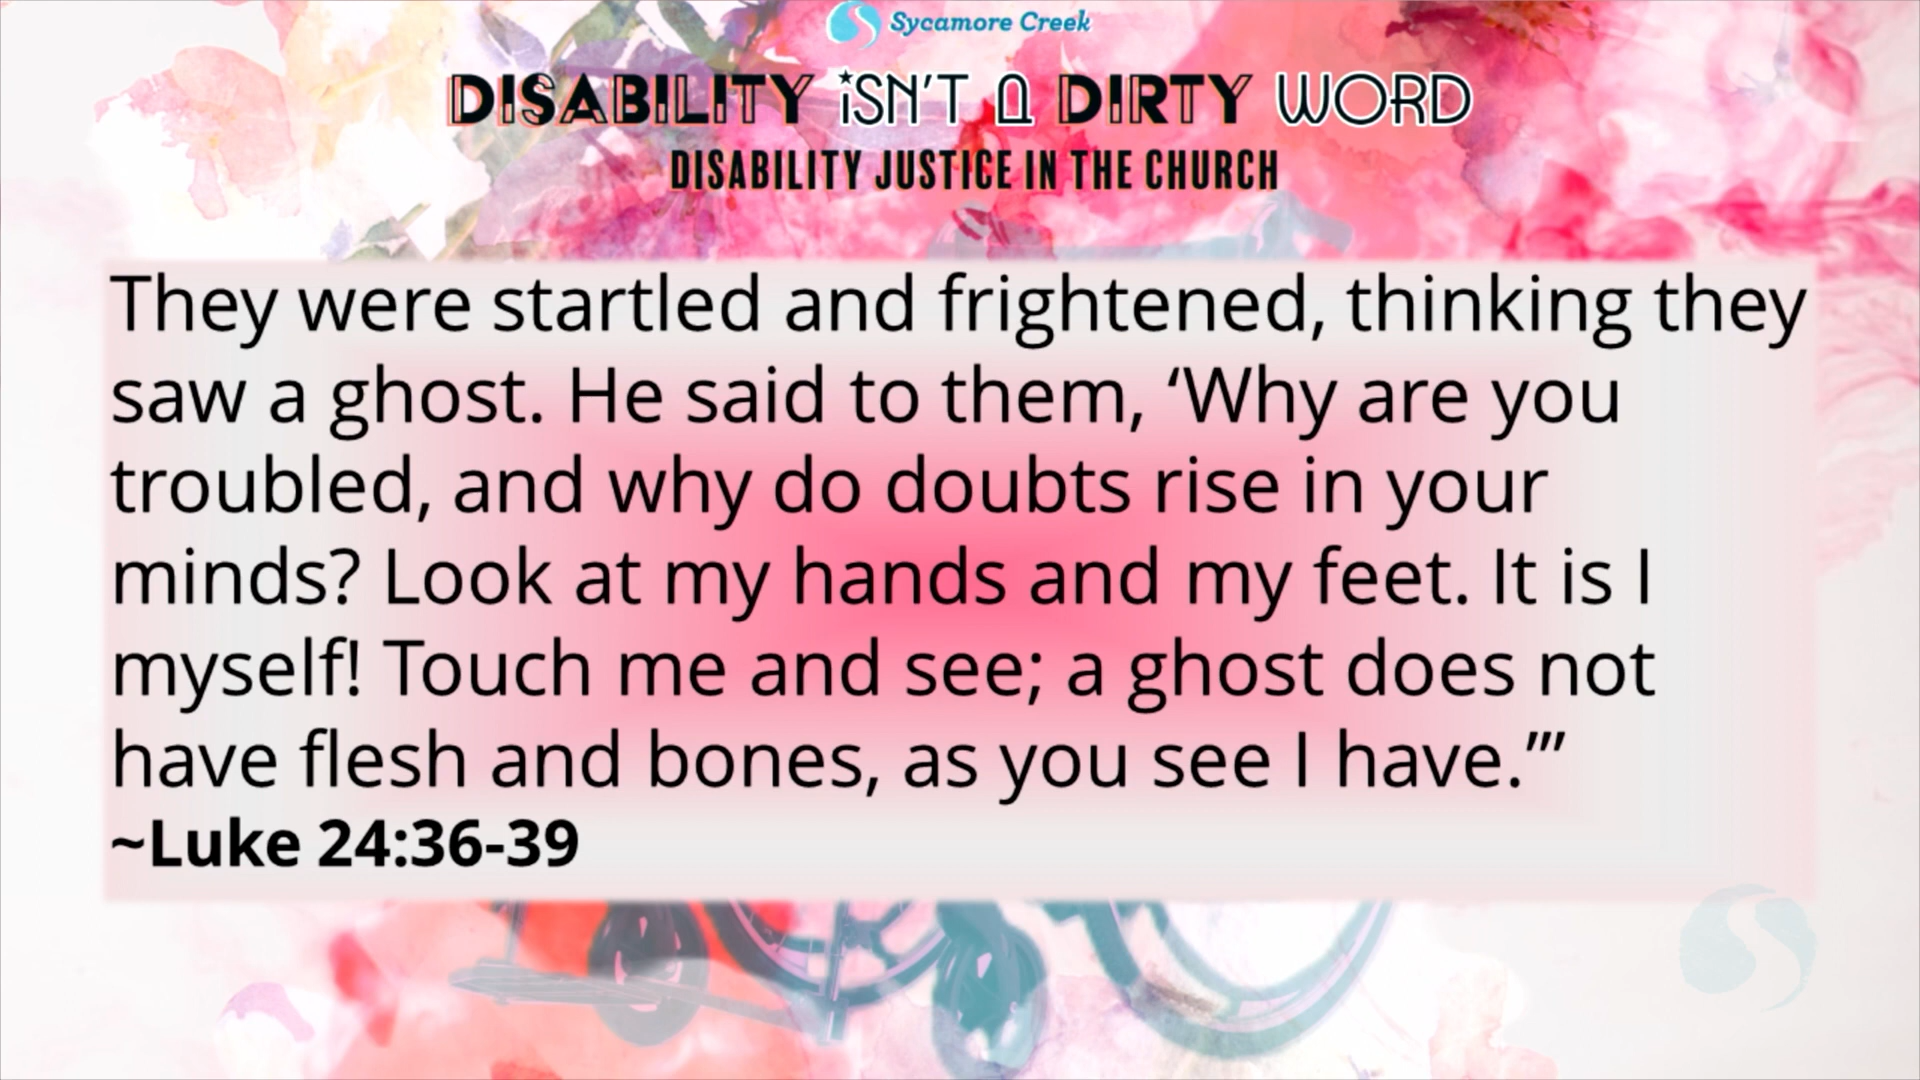 Sycamore Creek
DISABILITY iSN'T A DIRTY WORD
DISABILITY JUSTICE IN THE CHURCH
They were startled and frightened, thinking they
saw a ghost. He said to them, ‘Why are you
troubled, and why do doubts rise in your
minds? Look at my hands and my feet. It is I
myself! Touch me and see; a ghost does not
have flesh and bones, as you see I have.’”
~Luke 24:36-39